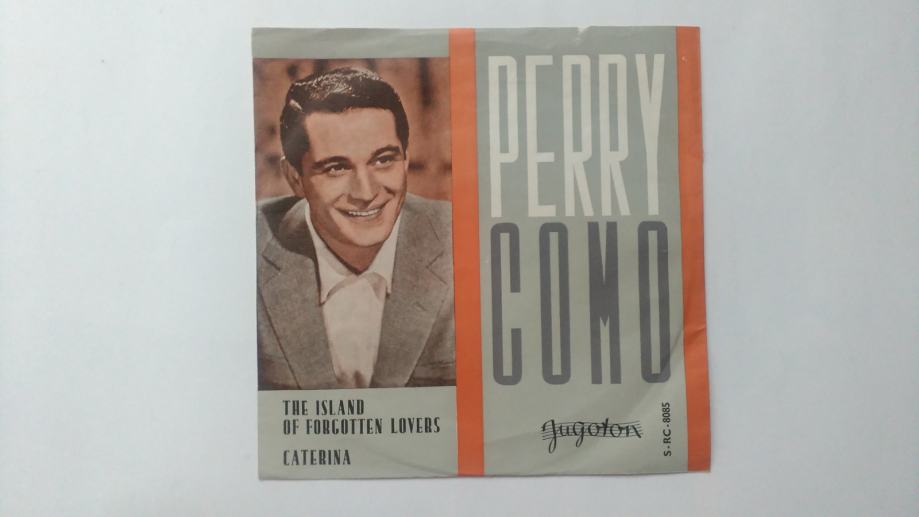 PERRY
COMO
THE ISLAND
OF FORGOTTEN LOVERS
CATERINA
Jugoton
S-RC-8085